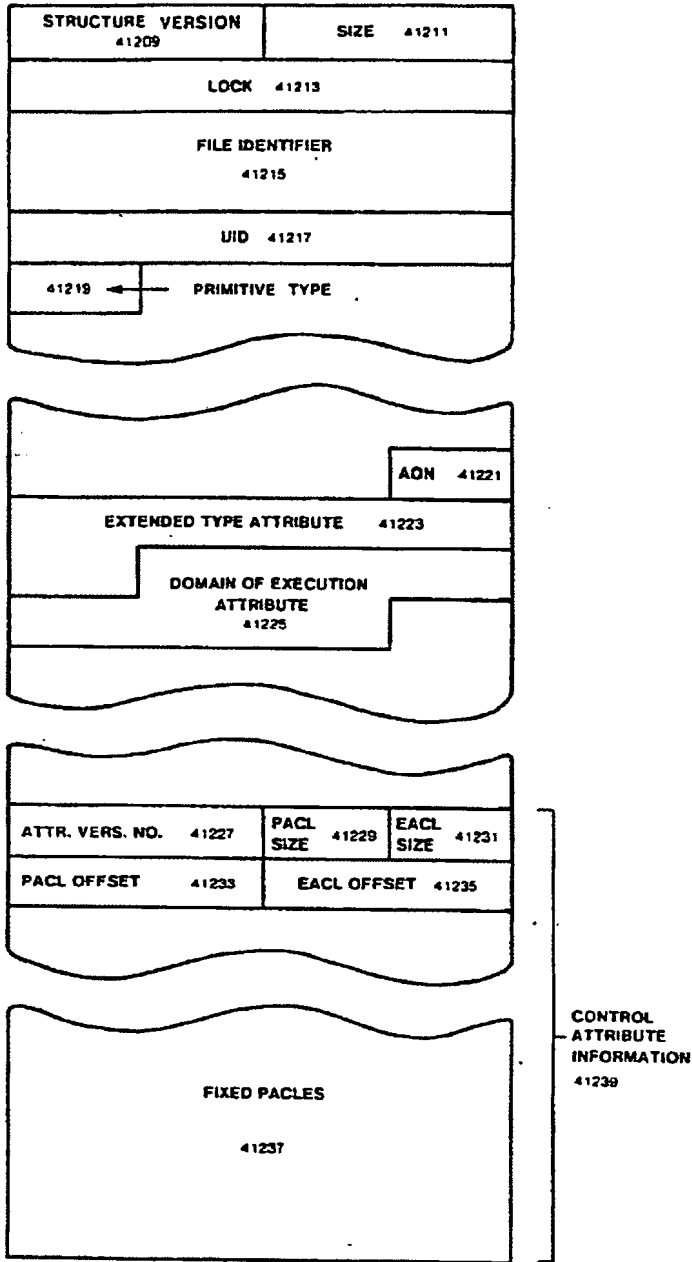 STRUCTURE VERSION
41209
SIZE 41211
LOCK 41213
FILE IDENTIFIER
41215
UID 41217
41219 PRIMITIVE TYPE
AON 41221
EXTENDED TYPE ATTRIBUTE 41223
DOMAIN OF EXECUTION
ATTRIBUTE
41225
ATTR. VERS. NO. 41227
PACL
SIZE 41229
EACL
SIZE 41231
PACL OFFSET 41233
EACL OFFSET 41235
FIXED PACLES
41237
CONTROL
ATTRIBUTE
INFORMATION
41239